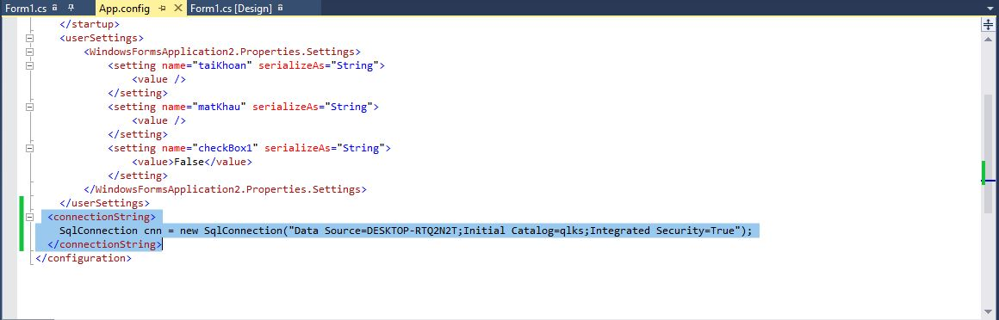 Form1.cs App.config Form1.cs [Design]
</startup>
<userSettings>
<WindowsFormsApplication2.Properties.Settings>
<setting name="taiKhoan" serializeAs="String">
<value />
</setting>
<setting name="matKhau" serializeAs="String">
<value />
</setting>
<setting name="checkBox1" serializeAs="String">
<value>False</value>
</setting>
</WindowsFormsApplication2.Properties.Settings>
</userSettings>
<connectionString>
SqlConnection cnn = new SqlConnection("Data Source=DESKTOP-RTQ2N2T;Initial Catalog=qlks;Integrated Security=True");
</connectionString>
</configuration>